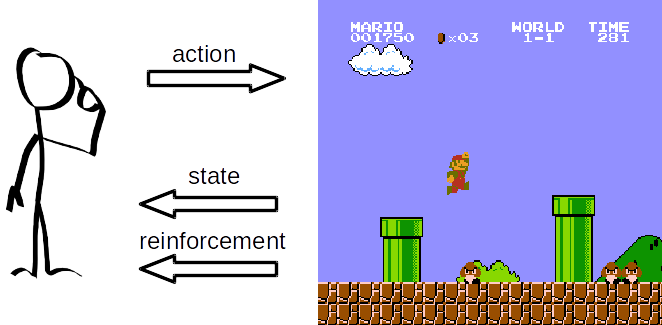 action
state
reinforcement
MARIO WORLD TIME
001750 ×03 1-1 281